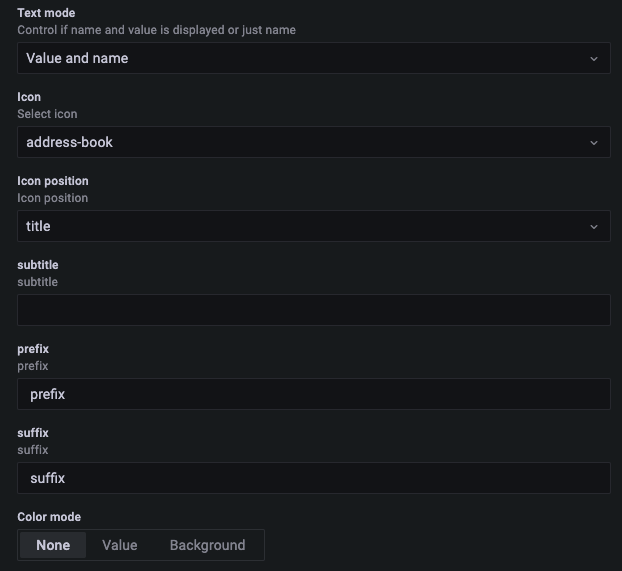 Text mode
Control if name and value is displayed or just name
Value and name
Icon
Select icon
address-book
Icon position
Icon position
title
subtitle
subtitle
prefix
prefix
prefix
suffix
suffix
suffix
Color mode
None Value Background